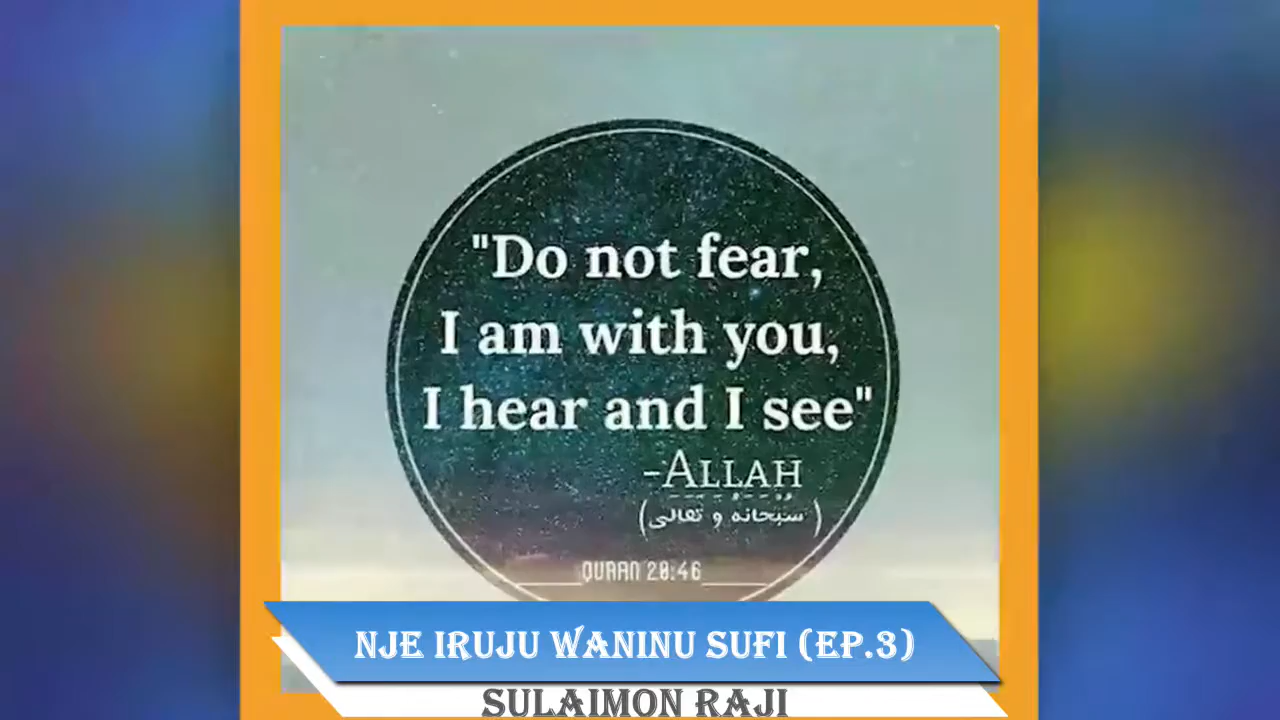 "Do not fear,
I am with you,
I hear and I see"
-ALLAH
(سبحانه و تعالى)
QURAN 20:46
NJE IRUJU WANINU SUFI (EP.3)
SULAIMON RAJI